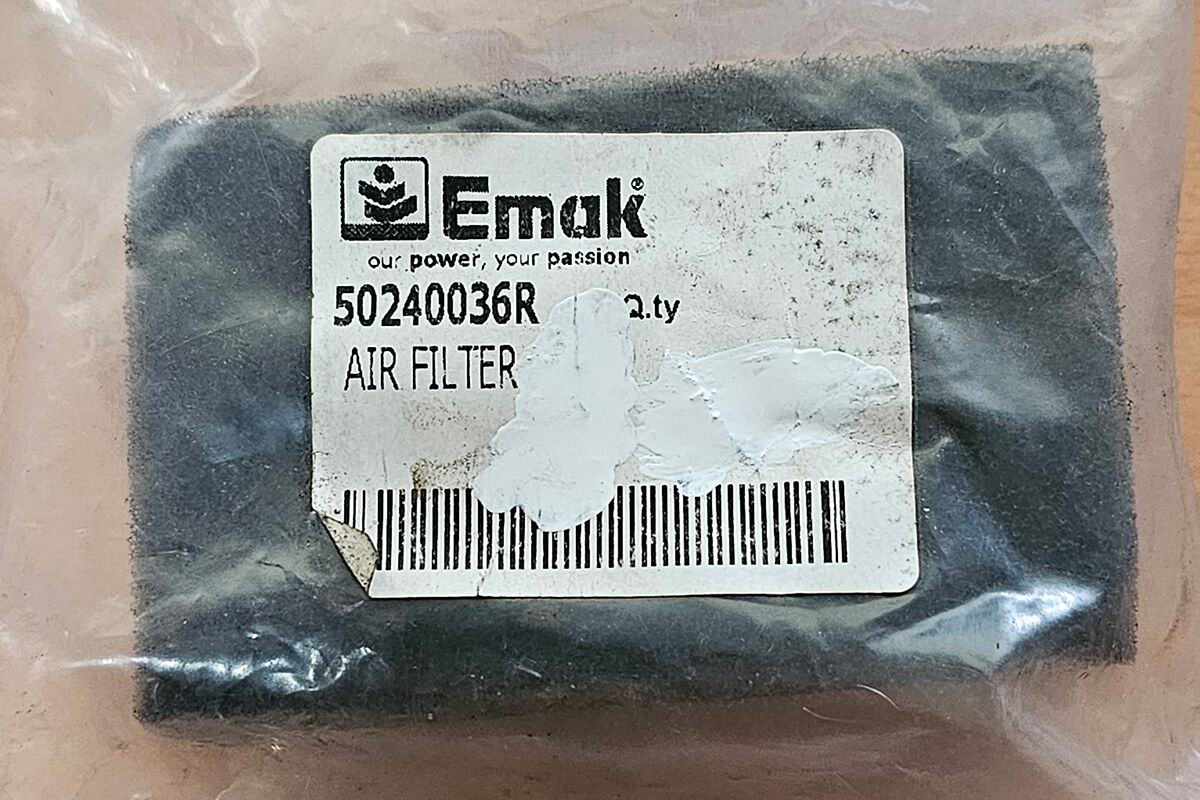 Emak®
our power, your passion
50240036R Q.ty
AIR FILTER